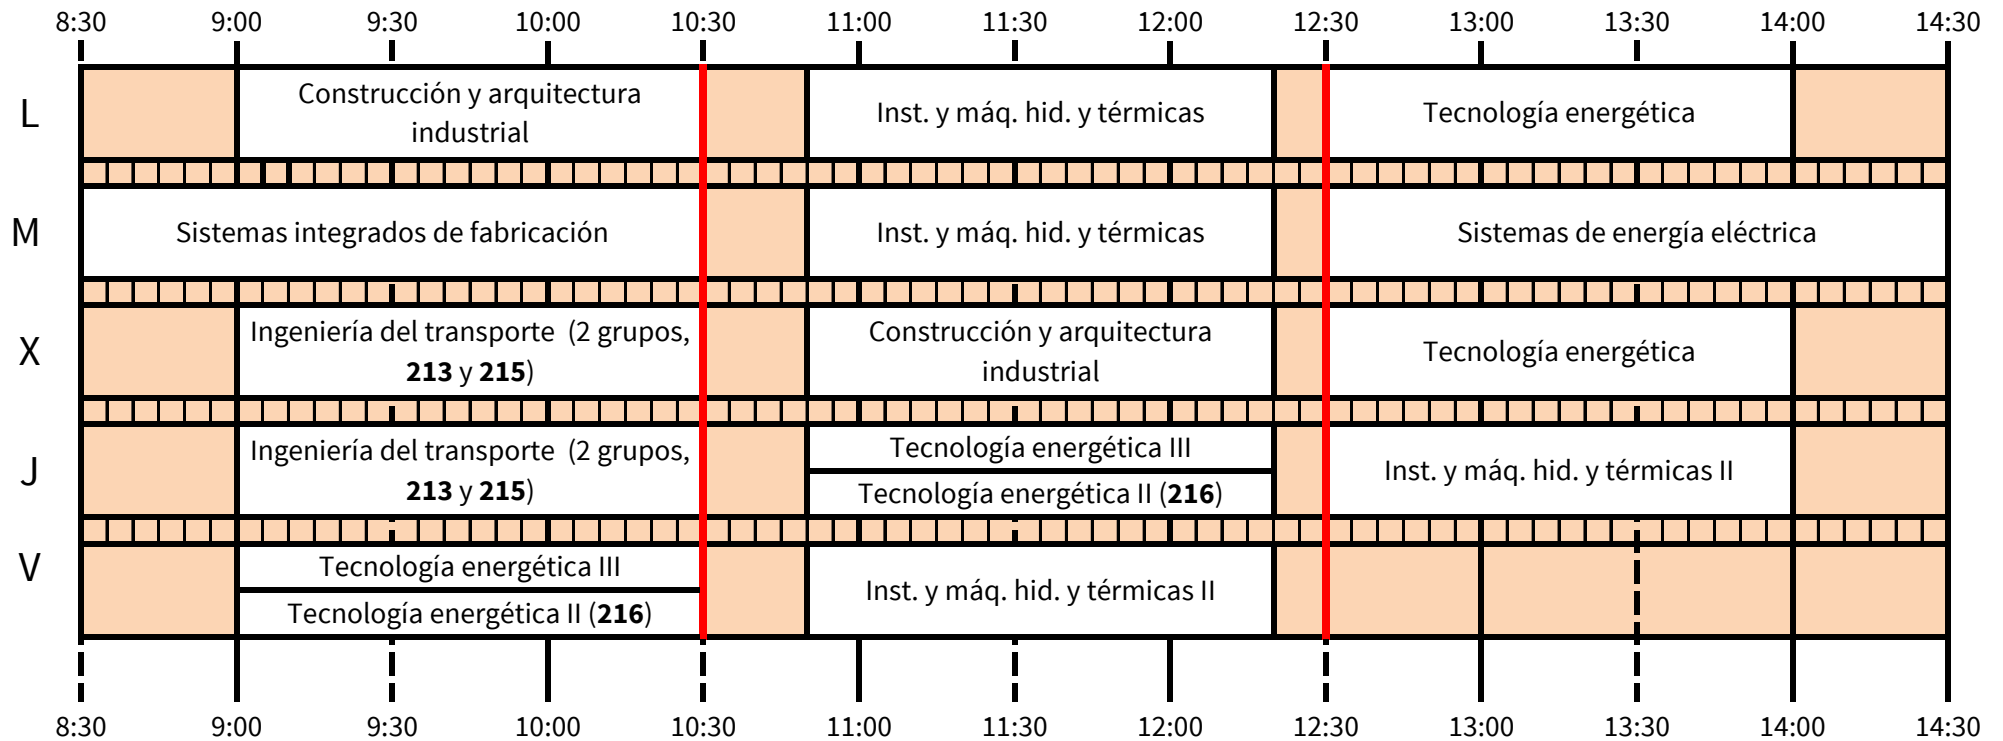 8:30 9:00 9:30 10:00 10:30 11:00 11:30 12:00 12:30 13:00 13:30 14:00 14:30
L
Construcción y arquitectura
industrial
Inst. y máq. hid. y térmicas
Tecnología energética
M
Sistemas integrados de fabricación
Inst. y máq. hid. y térmicas
Sistemas de energía eléctrica
X
Ingeniería del transporte (2 grupos,
213 y 215)
Construcción y arquitectura
industrial
Tecnología energética
J
Ingeniería del transporte (2 grupos,
213 y 215)
Tecnología energética III
Tecnología energética II (216)
Inst. y máq. hid. y térmicas II
V
Tecnología energética III
Tecnología energética II (216)
Inst. y máq. hid. y térmicas II
8:30 9:00 9:30 10:00 10:30 11:00 11:30 12:00 12:30 13:00 13:30 14:00 14:30